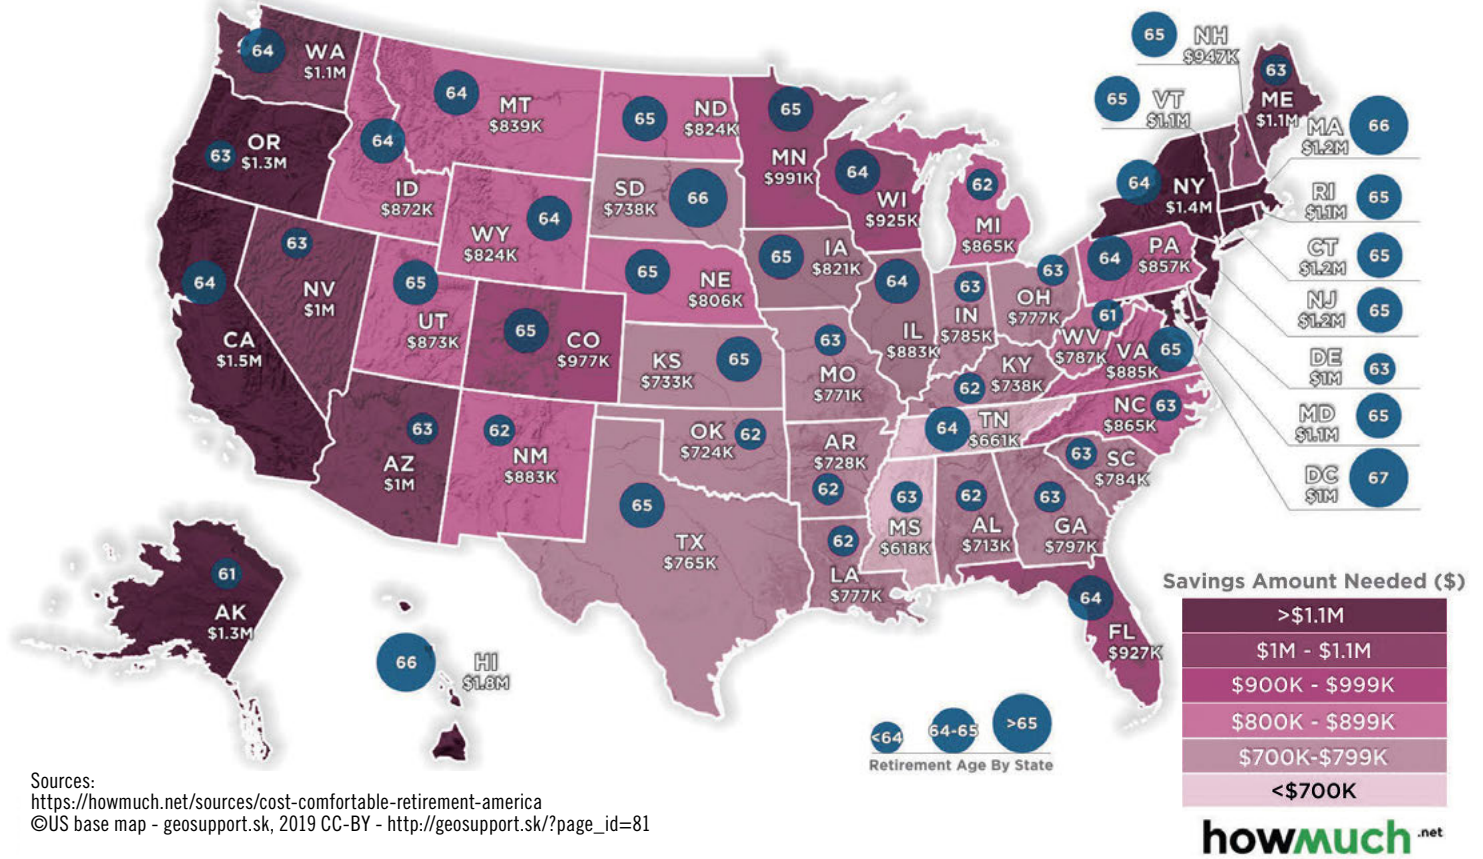 64
WA
$1.1M
63
OR
$1.3M
64
CA
$1.5M
63
NV
$1M
64
ID
$872K
64
MT
$839K
64
WY
$824K
65
UT
$873K
65
CO
$977K
63
AZ
$1M
62
NM
$883K
65
ND
$824K
SD
$738K
66
65
NE
$806K
KS
$733K
65
OK
$724K
62
65
TX
$765K
65
MN
$991K
65
IA
$821K
63
MO
$771K
AR
$728K
62
62
LA
$777K
64
WI
$925K
64
IL
$883K
62
MI
$865K
63
IN
$785K
63
OH
$777K
KY
$738K
62
64
TN
$661K
63
MS
$618K
62
AL
$713K
63
GA
$797K
64
FL
$927K
63
SC
$784K
NC
$865K
63
61
WV
$787K
VA
$885K
65
64
PA
$857K
64
NY
$1.4M
65
NH
$947K
65
VT
$1.1M
63
ME
$1.1M
MA
$1.2M
66
RI
$1.1M
65
CT
$1.2M
65
NJ
$1.2M
65
DE
$1M
63
MD
$1.1M
65
DC
$1M
67
61
AK
$1.3M
66
HI
$1.8M
<64
64-65
>65
Retirement Age By State
Savings Amount Needed ($)
>$1.1M
$1M - $1.1M
$900K - $999K
$800K - $899K
$700K-$799K
<$700K
howmuch.net
Sources:
https://howmuch.net/sources/cost-comfortable-retirement-america
©US base map - geosupport.sk, 2019 CC-BY - http://geosupport.sk/?page_id=81